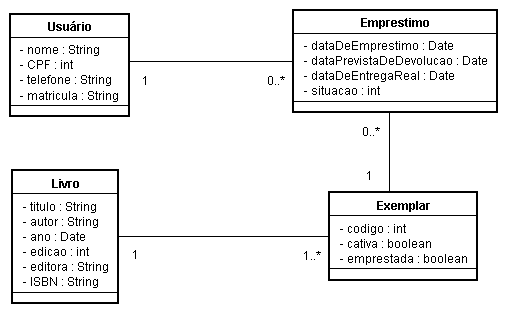 Usuário
- nome : String
- CPF : int
- telefone : String
- matricula : String
1
0..*
Emprestimo
- dataDeEmprestimo : Date
- dataPrevistaDeDevolucao : Date
- dataDeEntregaReal : Date
- situacao : int
0..*
1
Livro
- titulo : String
- autor : String
- ano : Date
- edicao : int
- editora : String
- ISBN : String
1
1..*
Exemplar
- codigo : int
- cativa : boolean
- emprestada : boolean